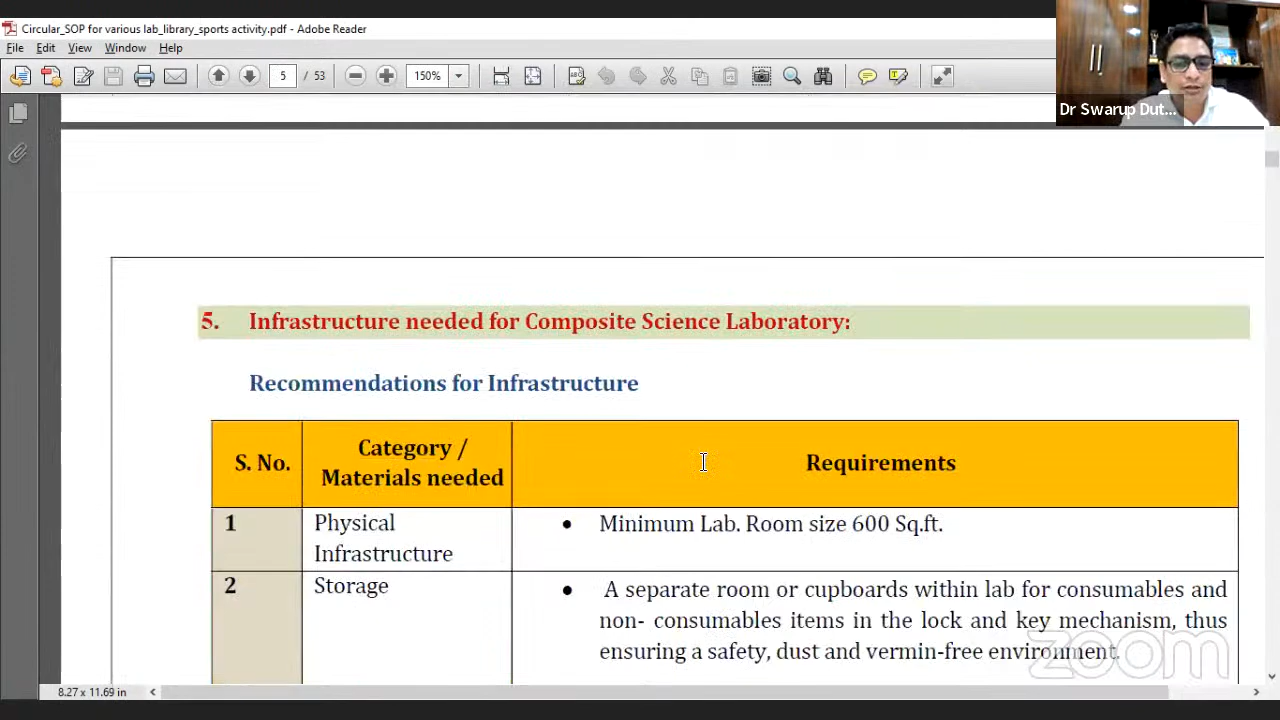 Circular_SOP for various lab_library_sports activity.pdf - Adobe Reader
File Edit View Window Help
5 / 53 150%
Dr Swarup Dut...
5. Infrastructure needed for Composite Science Laboratory:
Recommendations for Infrastructure
S. No. Category / Materials needed Requirements
1 Physical Infrastructure • Minimum Lab. Room size 600 Sq.ft.
2 Storage • A separate room or cupboards within lab for consumables and
non- consumables items in the lock and key mechanism, thus
ensuring a safety, dust and vermin-free environment.
zoom
8.27 x 11.69 in